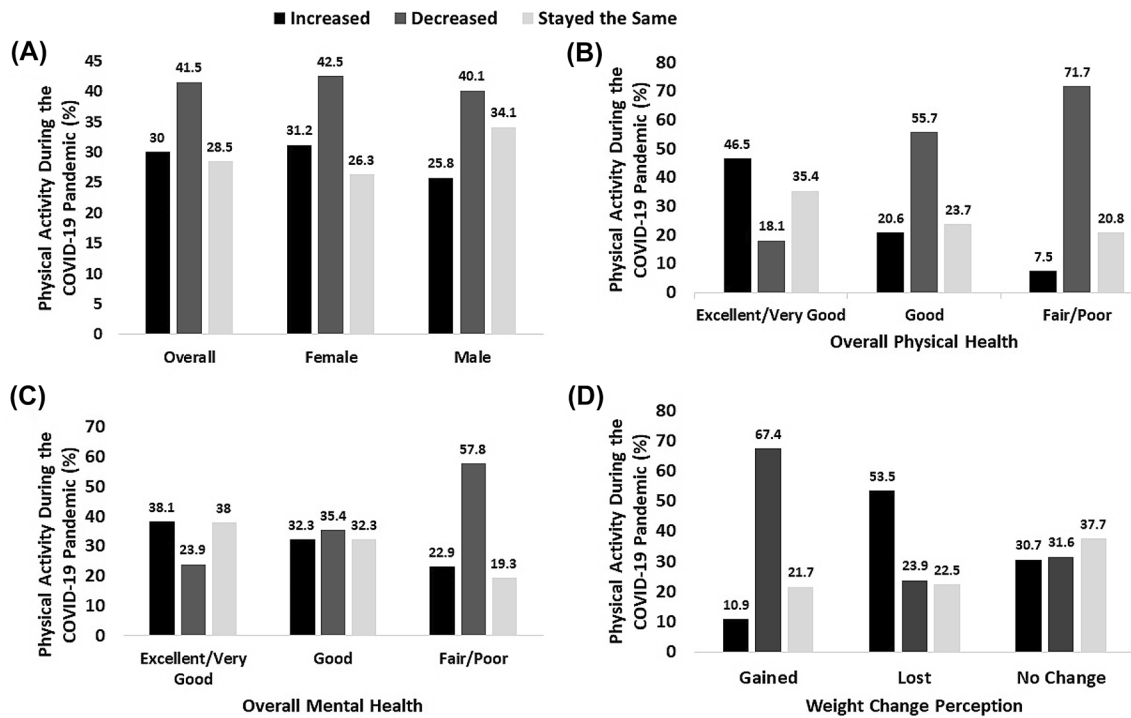 Increased Decreased Stayed the Same
(A)
Physical Activity During the
COVID-19 Pandemic (%)
45
40
35
30
25
20
15
10
5
0
30 41.5 28.5
31.2 42.5 26.3
25.8 40.1 34.1
Overall Female Male
(B)
Physical Activity During the
COVID-19 Pandemic (%)
80
70
60
50
40
30
20
10
0
46.5 18.1 35.4
20.6 55.7 23.7
7.5 71.7 20.8
Excellent/Very Good Good Fair/Poor
Overall Physical Health
(C)
Physical Activity During the
COVID-19 Pandemic (%)
70
60
50
40
30
20
10
0
38.1 23.9 38
32.3 35.4 32.3
22.9 57.8 19.3
Excellent/Very Good Fair/Poor
Good
Overall Mental Health
(D)
Physical Activity During the
COVID-19 Pandemic (%)
80
70
60
50
40
30
20
10
0
10.9 67.4 21.7
53.5 23.9 22.5
30.7 31.6 37.7
Gained Lost No Change
Weight Change Perception